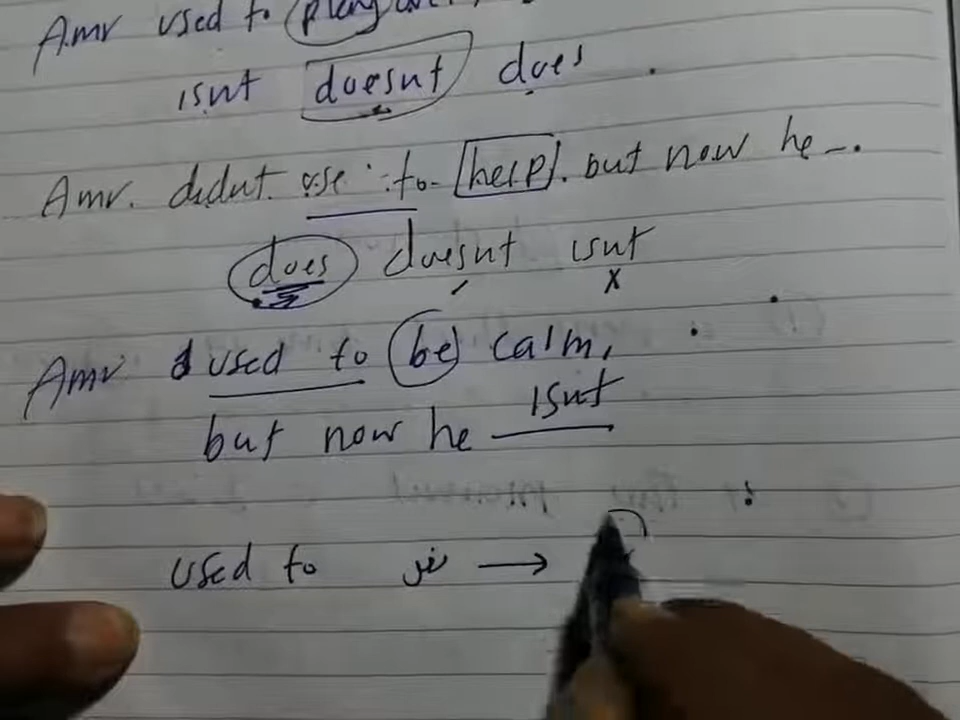 Amr used to play
isnt doesnt does .
Amr. didnt. use to [help]. but now he -.
does doesnt isnt
x
Amr used to be calm,
but now he isnt
used to →